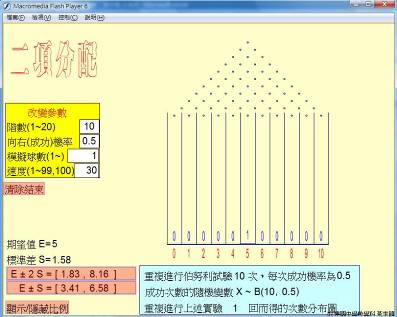 Macromedia Flash Player 6
檔案(F) 檢視(V) 控制(C) 說明(H)
二項分配
改變參數
階數(1~20) 10
向右(成功)機率 0.5
模擬球數(1~) 1
速度(1~99,100) 30
清除結束
期望值 E=5
標準差 S=1.58
E ± 2 S = [ 1.83 , 8.16 ]
E ± S = [ 3.41 , 6.58 ]
顯示/隱藏比例
0 0 0 0 0 1 0 0 0 0 0
0 1 2 3 4 5 6 7 8 9 10
重複進行伯努利試驗 10 次，每次成功機率為 0.5
成功次數的隨機變數 X ~ B(10, 0.5)
重複進行上述實驗 1 回而得的次數分布圖